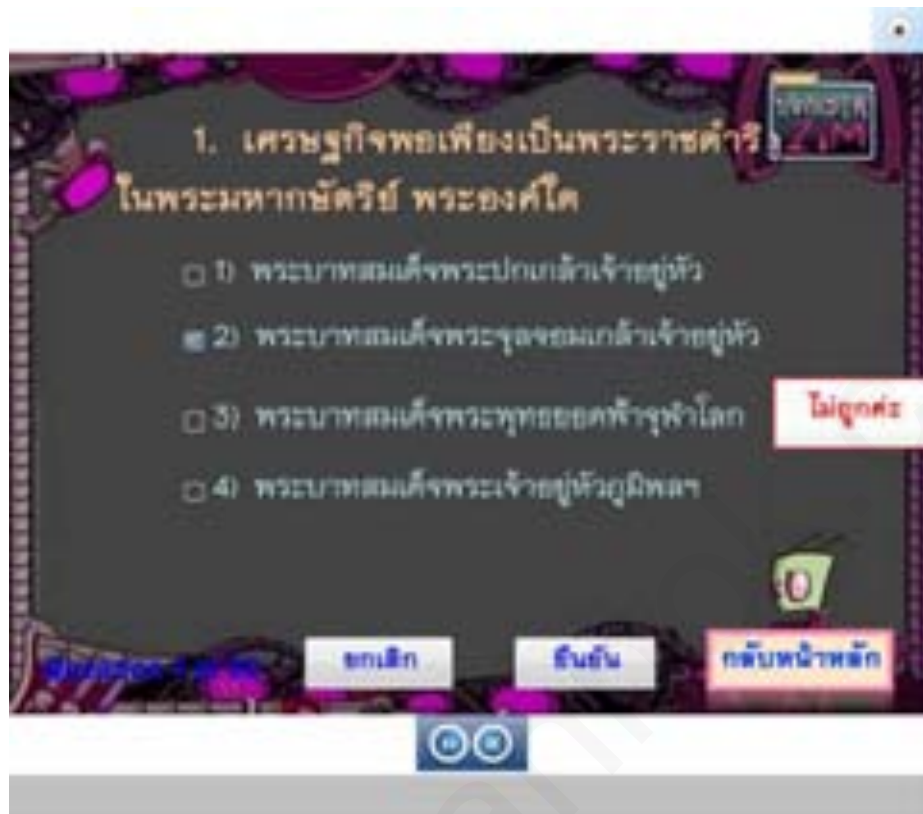 1. เศรษฐกิจพอเพียงเป็นพระราชดำริ
ในพระมหากษัตริย์ พระองค์ใด
1) พระบาทสมเด็จพระปกเกล้าเจ้าอยู่หัว
2) พระบาทสมเด็จพระจุลจอมเกล้าเจ้าอยู่หัว
3) พระบาทสมเด็จพระพุทธยอดฟ้าจุฬาโลก
ไม่ถูกค่ะ
4) พระบาทสมเด็จพระเจ้าอยู่หัวภูมิพลฯ
ยกเลิก
ยืนยัน
กลับหน้าหลัก
ZIM